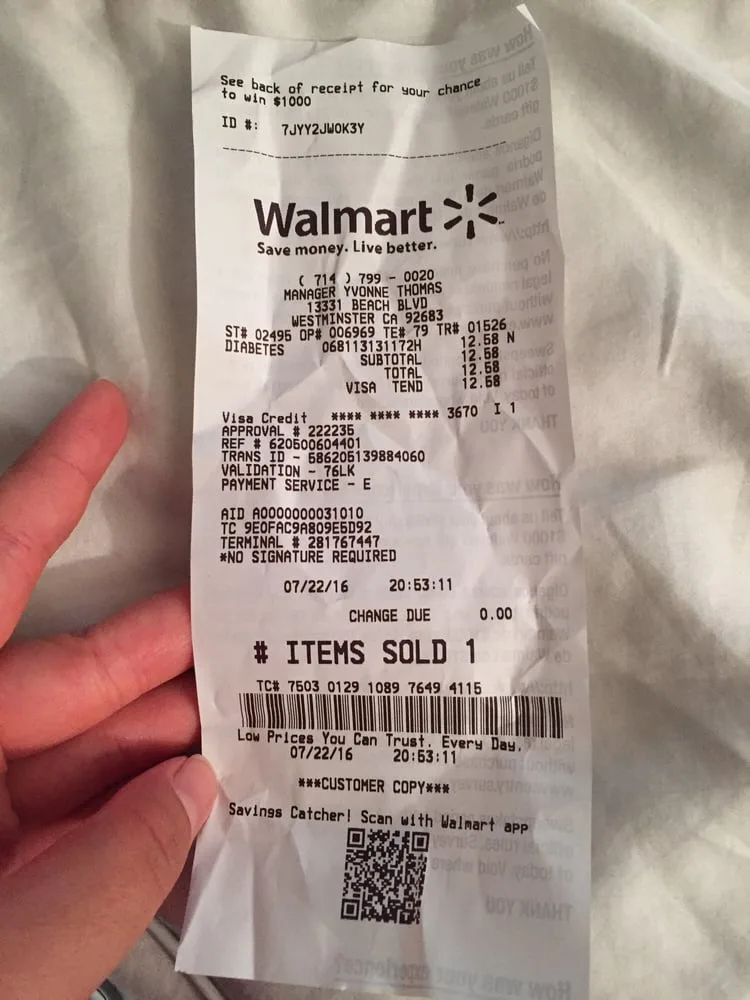 See back of receipt for your chance
to win $1000
ID #: 7JYY2JWOK3Y
Walmart
Save money. Live better.
( 714 ) 799 - 0020
MANAGER YVONNE THOMAS
13331 BEACH BLVD
WESTMINSTER CA 92683
ST# 02495 OP# 006969 TE# 79 TR# 01526
DIABETES 068113131172H 12.58 N
SUBTOTAL 12.58
TOTAL 12.58
VISA TEND 12.58
Visa Credit **** **** **** 3670 I 1
APPROVAL # 222235
REF # 620500604401
TRANS ID - 586205139884060
VALIDATION - 76LK
PAYMENT SERVICE - E
AID A0000000031010
TC 9E0FAC9A809E5D92
TERMINAL # 281767447
*NO SIGNATURE REQUIRED
07/22/16 20:53:11
CHANGE DUE 0.00
# ITEMS SOLD 1
TC# 7503 0129 1089 7649 4115
Low Prices You Can Trust. Every Day.
07/22/16 20:53:11
***CUSTOMER COPY***
Savings Catcher! Scan with Walmart app